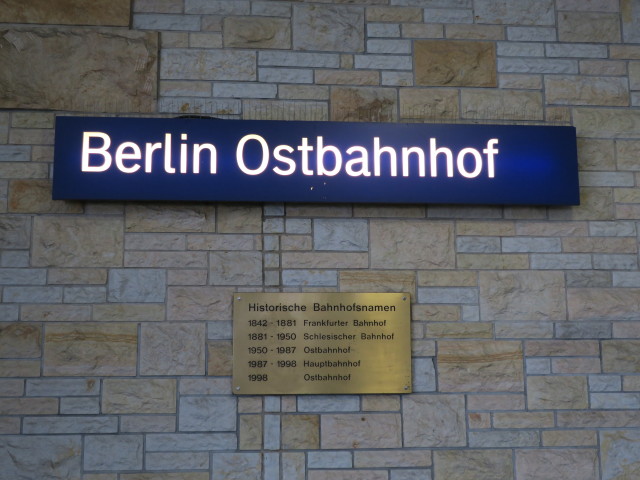 Berlin Ostbahnhof
Historische Bahnhofsnamen
1842 - 1881 Frankfurter Bahnhof
1881 - 1950 Schlesischer Bahnhof
1950 - 1987 Ostbahnhof
1987 - 1998 Hauptbahnhof
1998 Ostbahnhof